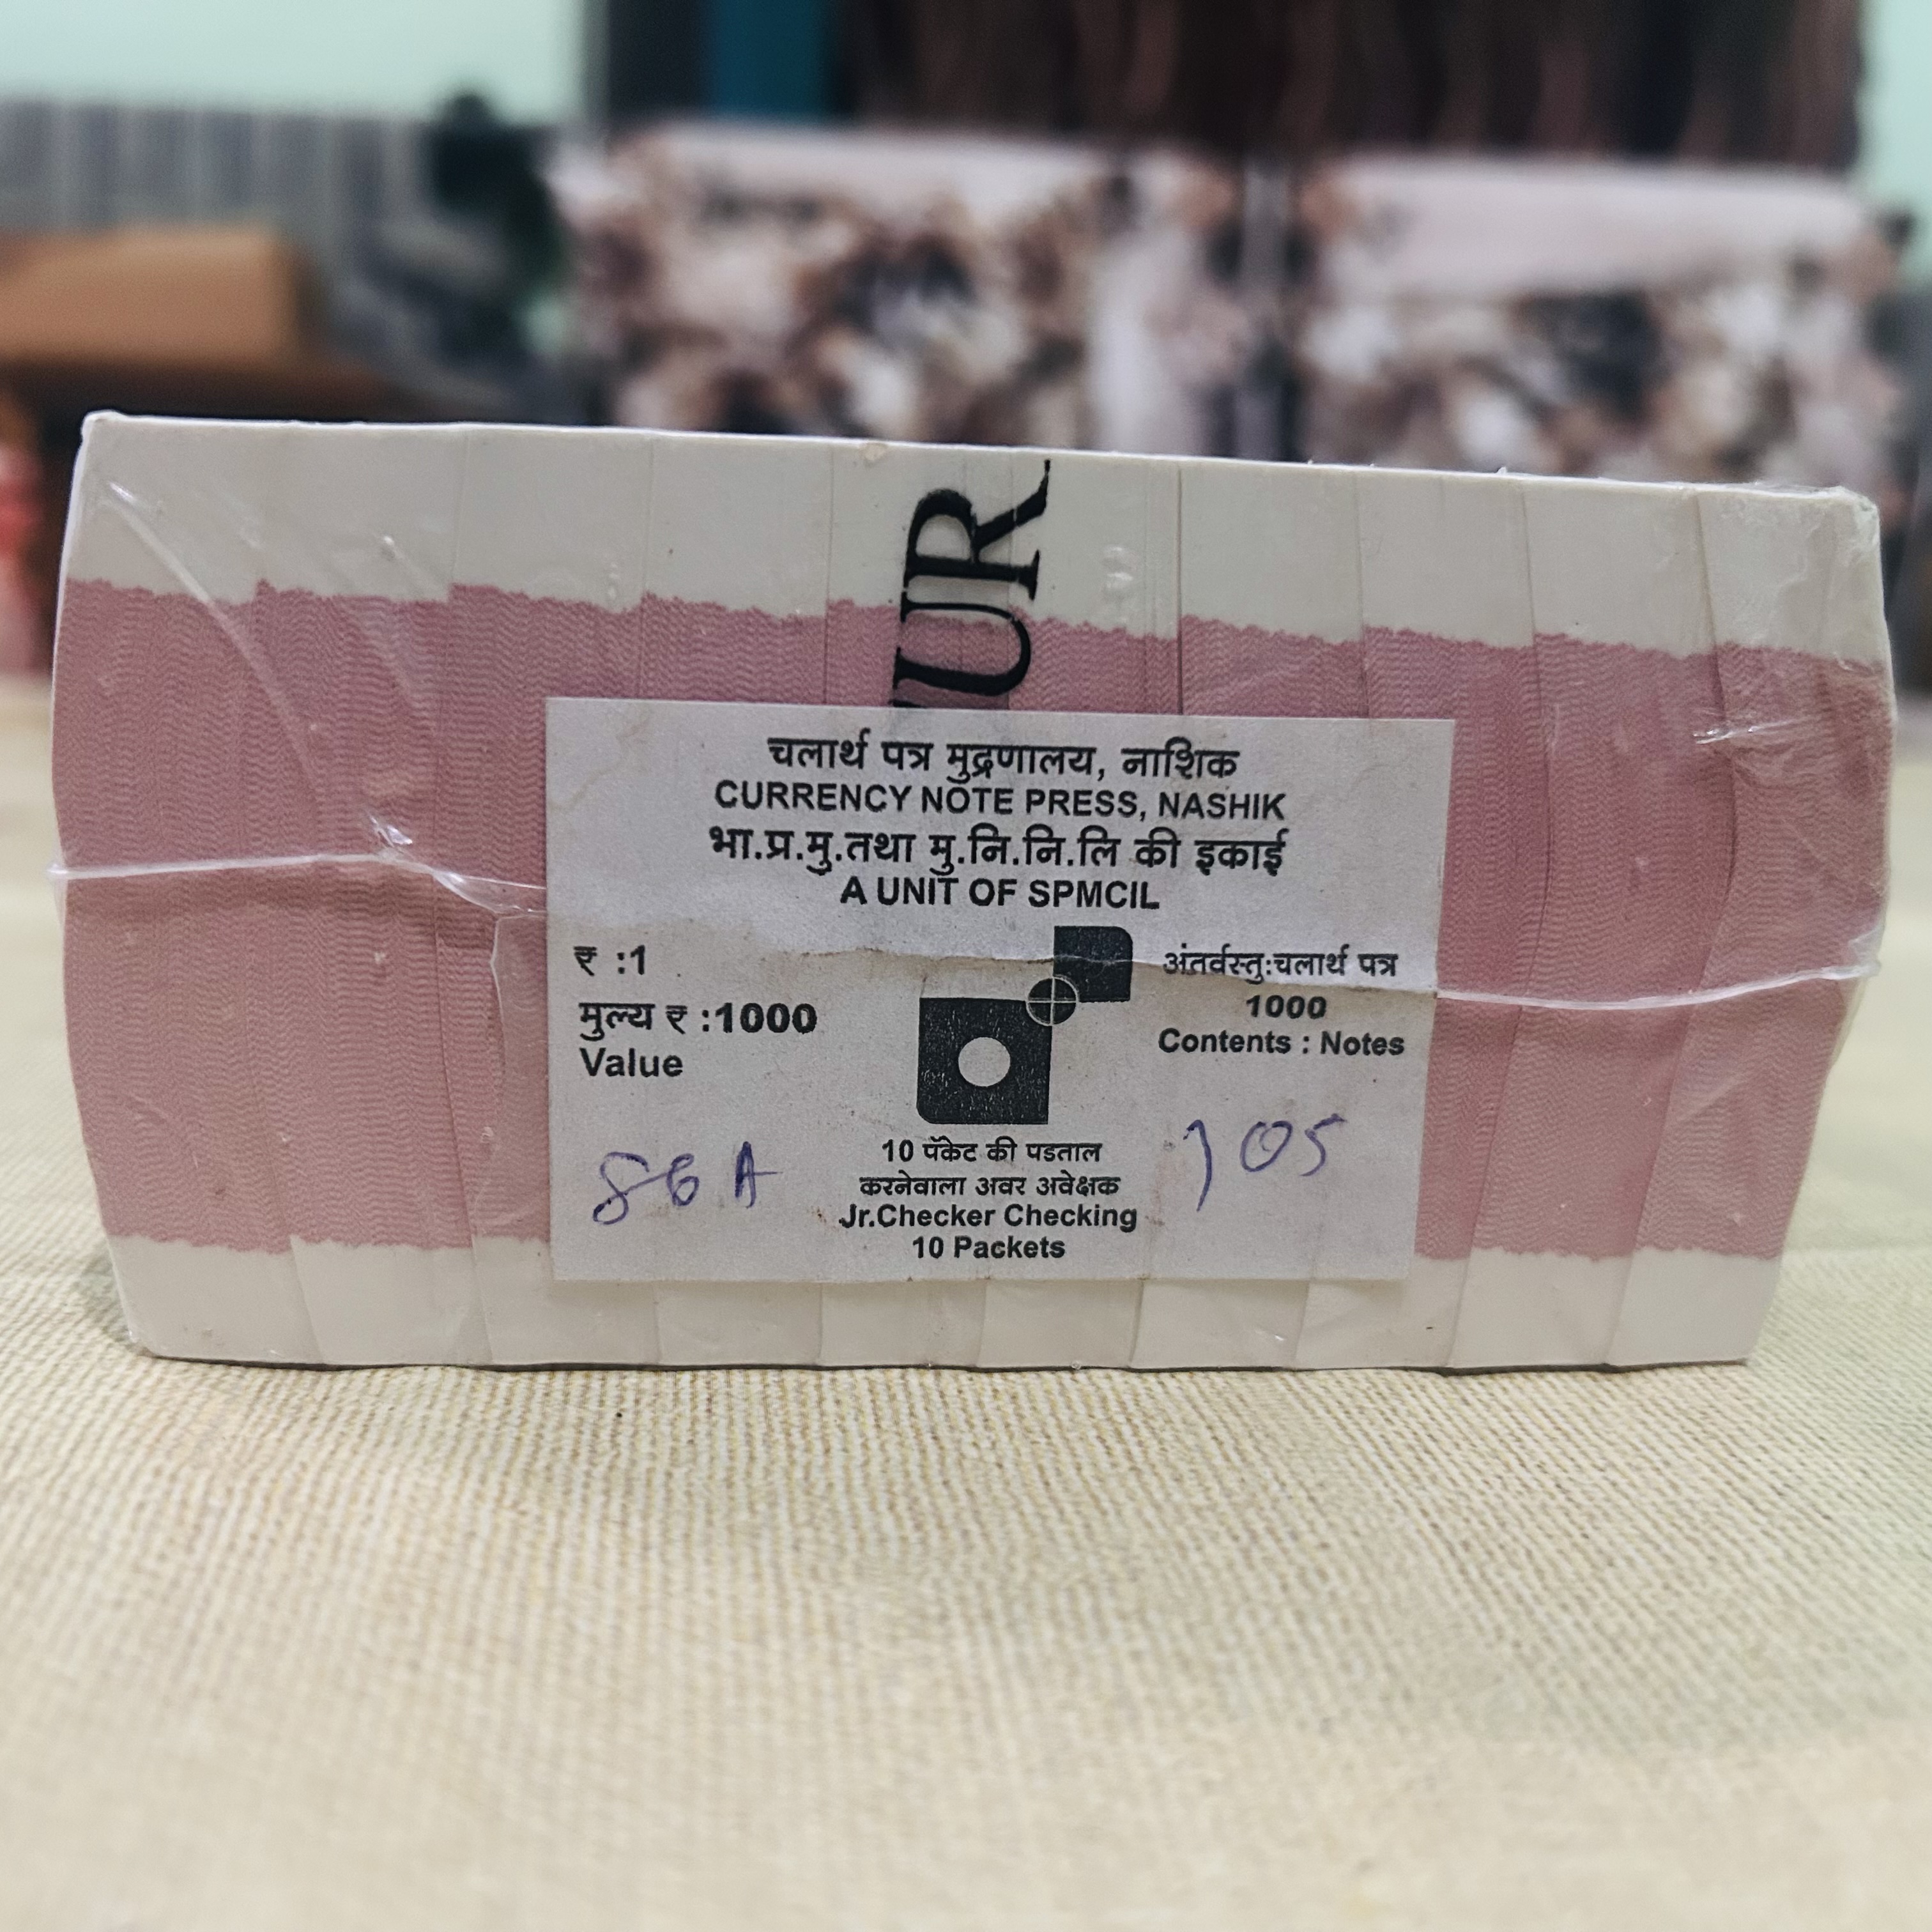 UR
चलार्थ पत्र मुद्रणालय, नाशिक
CURRENCY NOTE PRESS, NASHIK
भा.प्र.मु.तथा मु.नि.नि.लि की इकाई
A UNIT OF SPMCIL
₹ :1
मुल्य ₹ :1000
Value
अंतर्वस्तु:चलार्थ पत्र
1000
Contents : Notes
86 A
105
10 पॅकेट की पडताल
करनेवाला अवर अवेक्षक
Jr.Checker Checking
10 Packets